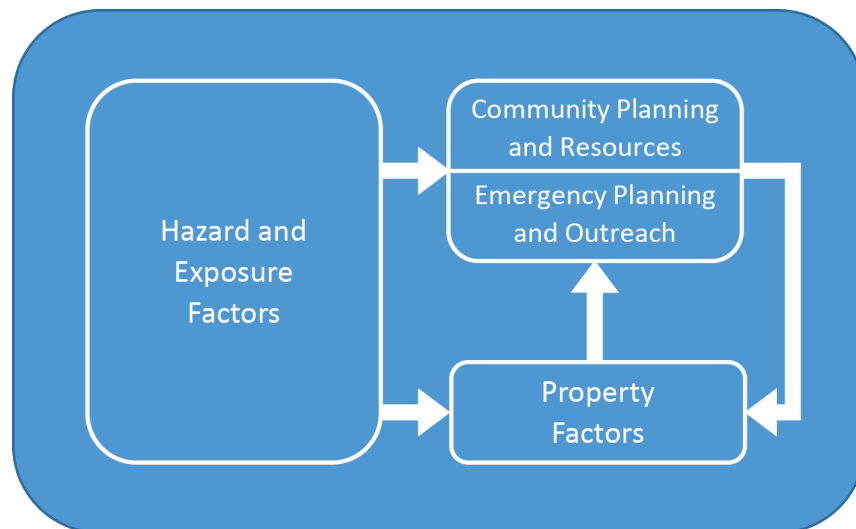 Community Planning
and Resources
Emergency Planning
and Outreach
Hazard and
Exposure
Factors
Property
Factors